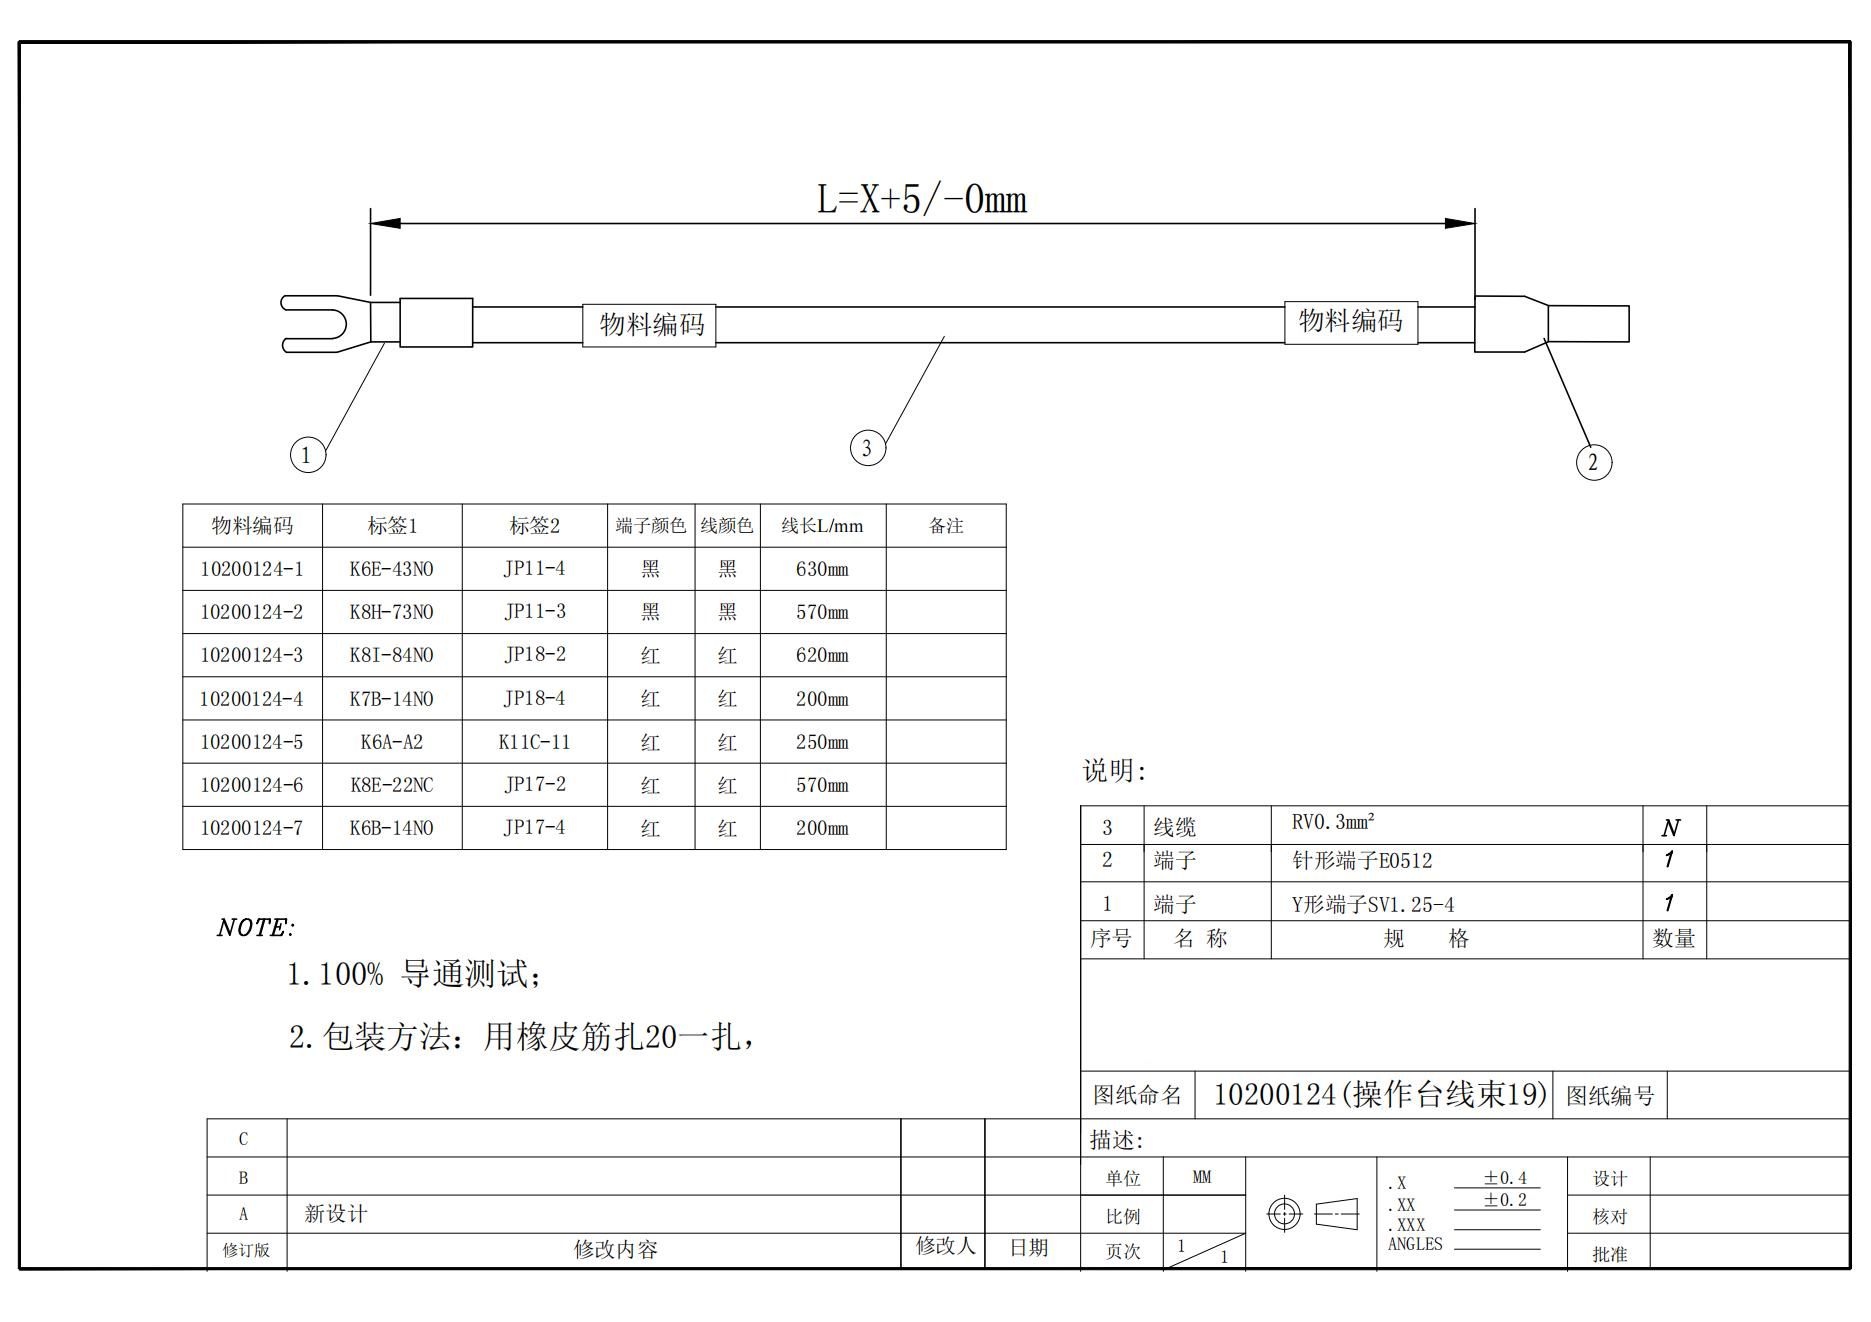 L=X+5/-0mm
物料编码 物料编码
1 3 2
物料编码 标签1 标签2 端子颜色 线颜色 线长L/mm 备注
10200124-1 K6E-43NO JP11-4 黑 黑 630mm
10200124-2 K8H-73NO JP11-3 黑 黑 570mm
10200124-3 K8I-84NO JP18-2 红 红 620mm
10200124-4 K7B-14NO JP18-4 红 红 200mm
10200124-5 K6A-A2 K11C-11 红 红 250mm
10200124-6 K8E-22NC JP17-2 红 红 570mm
10200124-7 K6B-14NO JP17-4 红 红 200mm
NOTE:
1.100% 导通测试;
2.包装方法：用橡皮筋扎20一扎，
说明:
3 线缆 RV0.3mm² N
2 端子 针形端子E0512 1
1 端子 Y形端子SV1.25-4 1
序号 名 称 规 格 数量
图纸命名 10200124(操作台线束19) 图纸编号
描述:
C
B
A 新设计
修订版 修改内容 修改人 日期
单位 MM
比例
页次 1/1
.X ±0.4
.XX ±0.2
.XXX
ANGLES
设计
核对
批准